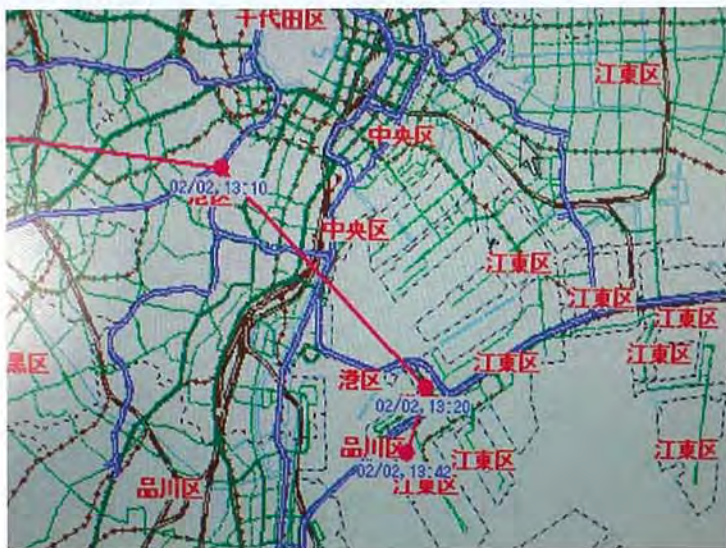 千代田区
江東区
中央区
02/02, 13:10
港区
中央区
江東区
江東区
江東区
江東区
江東区
黒区
港区
02/02, 13:20
品川区
江東区
02/02, 13:42
品川区
江東区